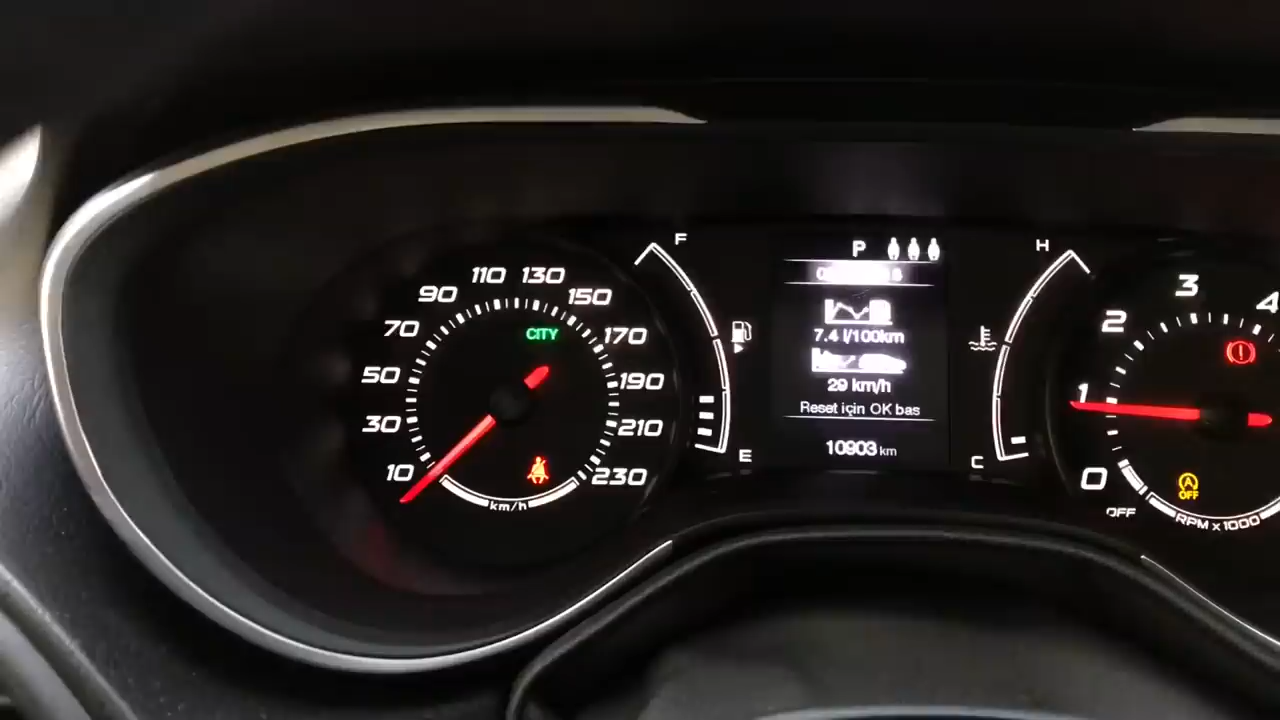 10
30
50
70
90
110
130
150
170
190
210
230
CITY
km/h
F
E
P
7.4 l/100km
29 km/h
Reset için OK bas
10903 km
H
C
0
1
2
3
4
OFF
A
OFF
RPM x1000